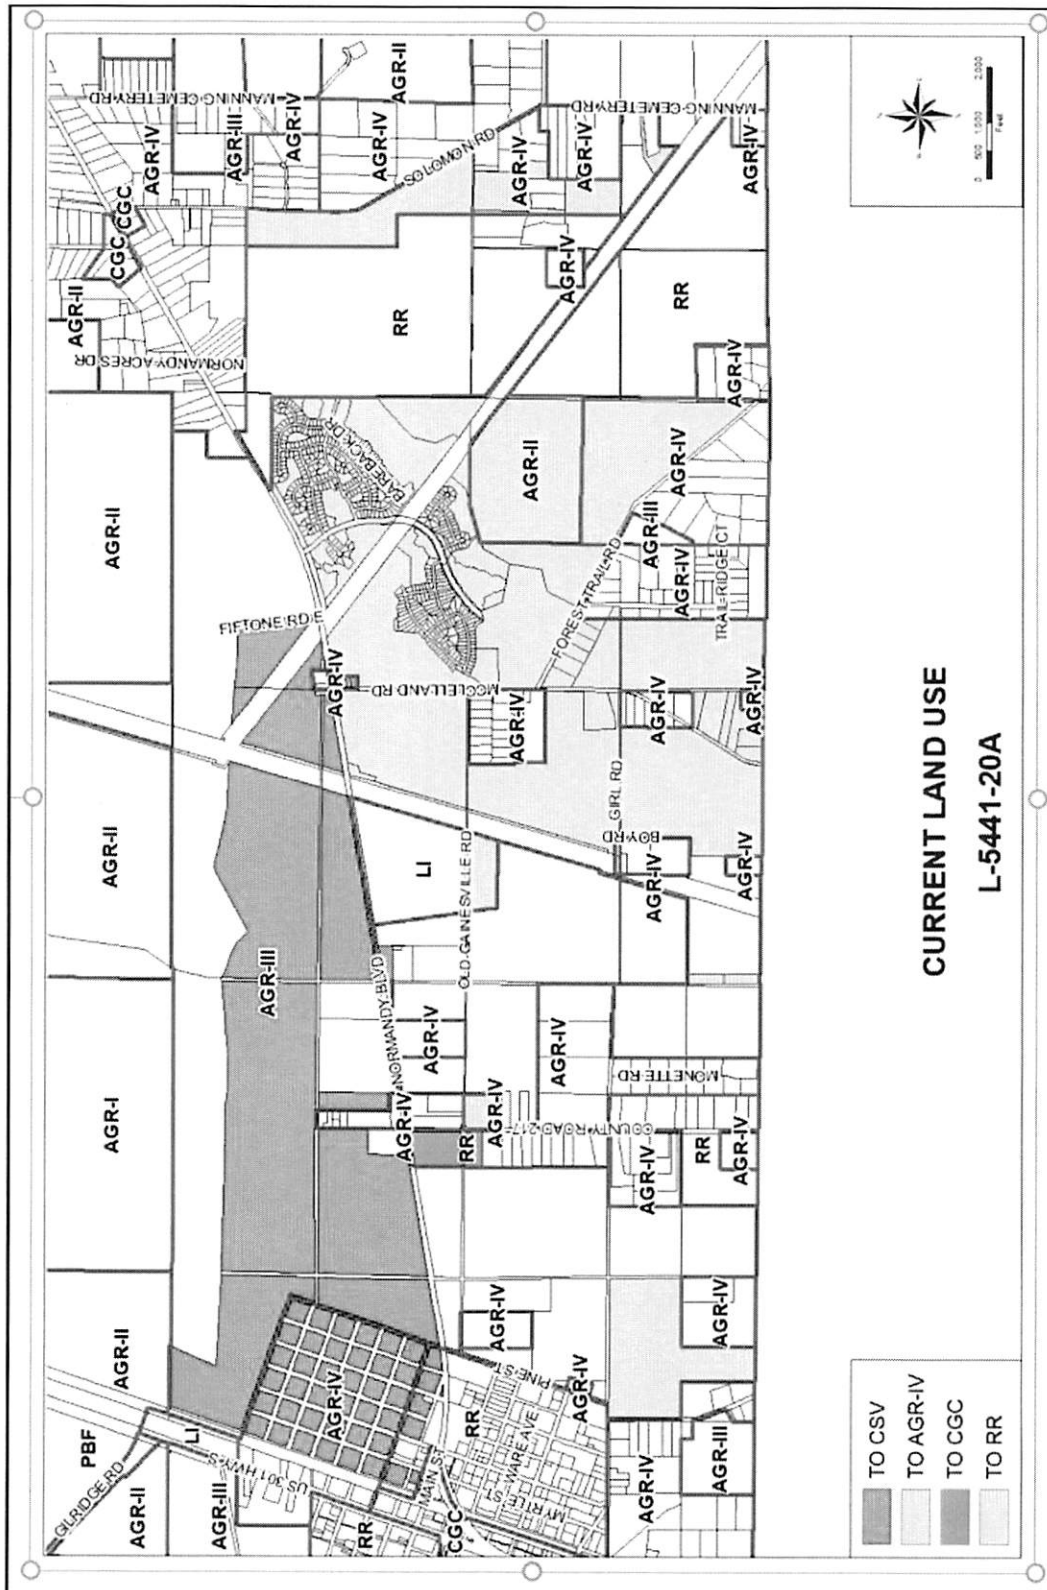 PBF
AGR-II
AGR-I
AGR-II
AGR-II
AGR-II
GILRIDGE RD
AGR-II
LI
NORMANDY ACRES DR
CGC
CGC
AGR-IV
MANNING CEMETERY RD
AGR-III
US 301 HWY S
AGR-III
FIFTONE RD E
AGR-III
AGR-IV
AGR-IV
AGR-IV
BAREBACK DR
RR
AGR-IV
AGR-II
RR
NORMANDY BLVD
AGR-IV
MCCLELLAND RD
SOLOMON RD
MAIN ST
AGR-IV
LI
CGC
RR
RR
OLD GAINESVILLE RD
PINE ST
MYRTLE ST
WARE AVE
AGR-IV
AGR-IV
COUNTY ROAD 217
AGR-IV
AGR-IV
AGR-II
AGR-IV
AGR-IV
AGR-IV
FOREST TRAIL RD
AGR-IV
MANNING CEMETERY RD
GIRL RD
BOY RD
AGR-IV
AGR-IV
MONETTE RD
AGR-IV
AGR-IV
AGR-III
AGR-IV
AGR-IV
RR
RR
AGR-III
AGR-IV
AGR-IV
AGR-IV
AGR-IV
TRAIL RIDGE CT
AGR-IV
AGR-IV
TO CSV
TO AGR-IV
TO CGC
TO RR
CURRENT LAND USE
L-5441-20A
0 500 1,000 2,000
Feet